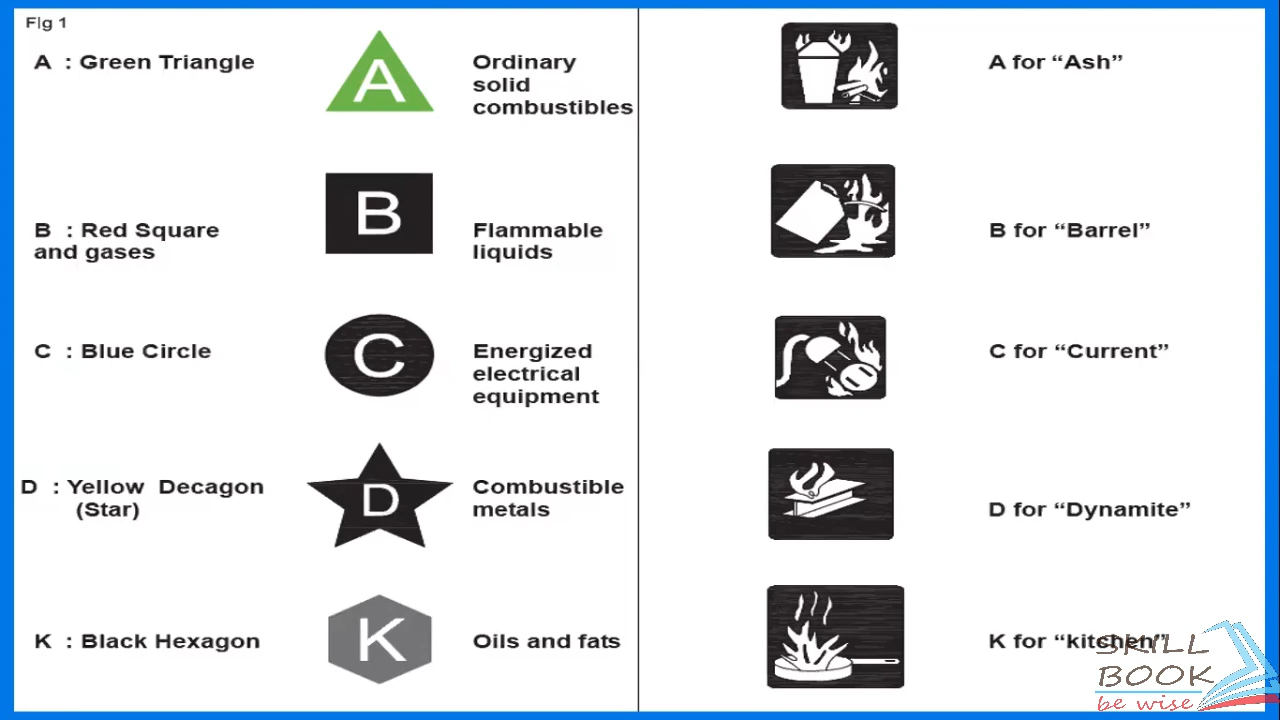 FIg 1
A : Green Triangle
A
Ordinary
solid
combustibles
A for “Ash”
B : Red Square
and gases
B
Flammable
liquids
B for “Barrel”
C : Blue Circle
C
Energized
electrical
equipment
C for “Current”
D : Yellow Decagon
(Star)
D
Combustible
metals
D for “Dynamite”
K : Black Hexagon
K
Oils and fats
K for “kitchen”
SKILL
BOOK
be wise